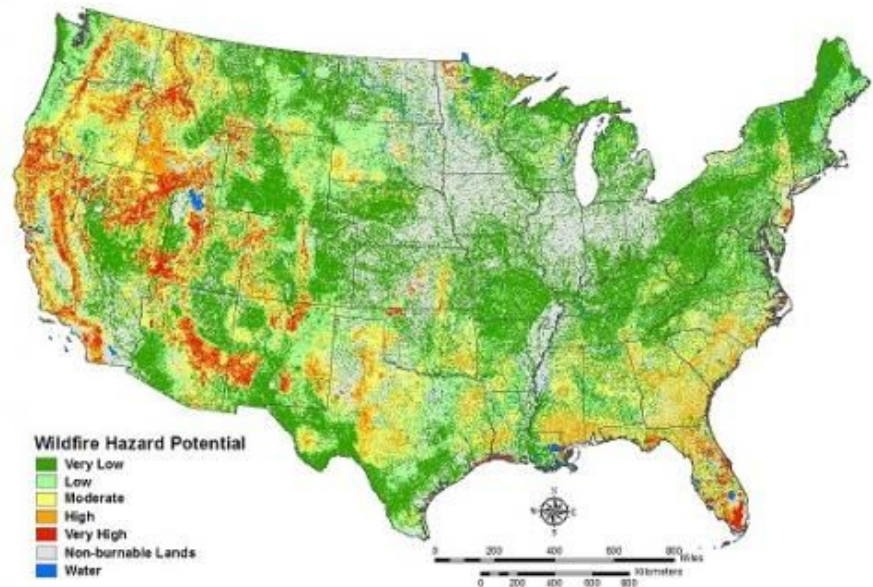 Wildfire Hazard Potential
Very Low
Low
Moderate
High
Very High
Non-burnable Lands
Water
0 200 400 600 800
Miles
Kilometers
0 200 400 600 800